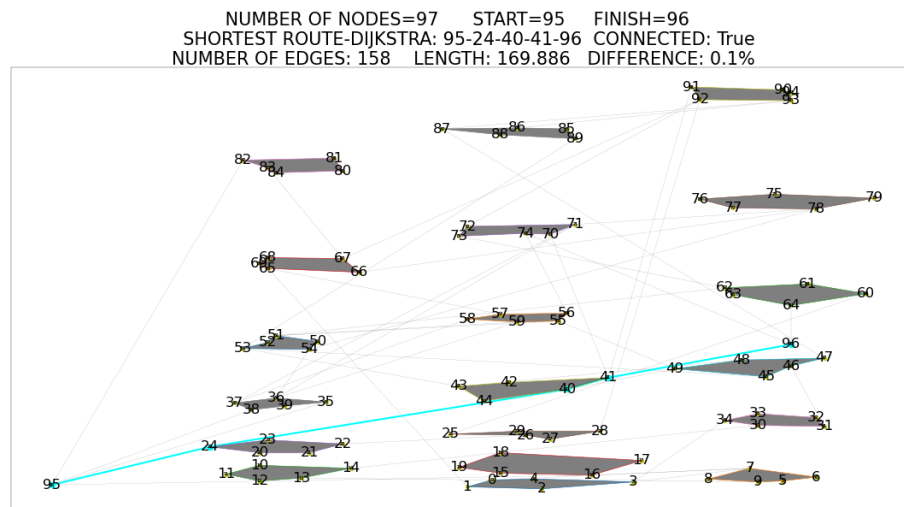 NUMBER OF NODES=97 START=95 FINISH=96
SHORTEST ROUTE-DIJKSTRA: 95-24-40-41-96 CONNECTED: True
NUMBER OF EDGES: 158 LENGTH: 169.886 DIFFERENCE: 0.1%
91 90 94
92 93
87 88 86 85 89
82 83 84 81 80
76 77 75 78 79
72 73 74 70 71
68 69 65 67 66
62 63 61 64 60
58 57 59 56 55
53 52 51 50 54
96
49 48 45 46 47
43 44 42 40 41
37 38 36 39 35
34 33 30 32 31
25 29 26 27 28
24 23 20 21 22
19 18 15 16 17
11 10 12 13 14
8 7 9 5 6
95
1 0 4 2 3